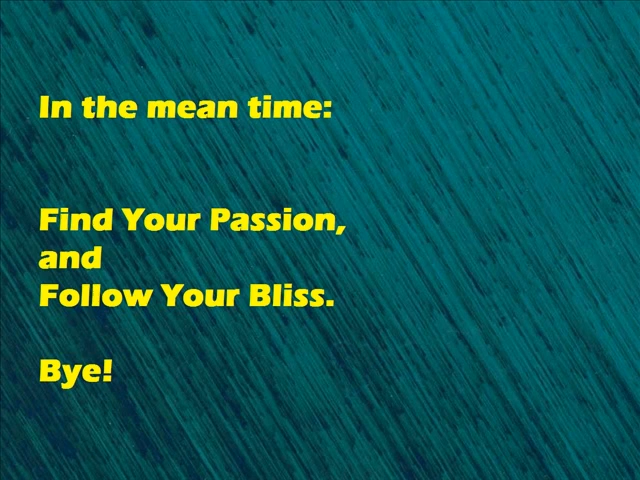 In the mean time:
Find Your Passion,
and
Follow Your Bliss.
Bye!